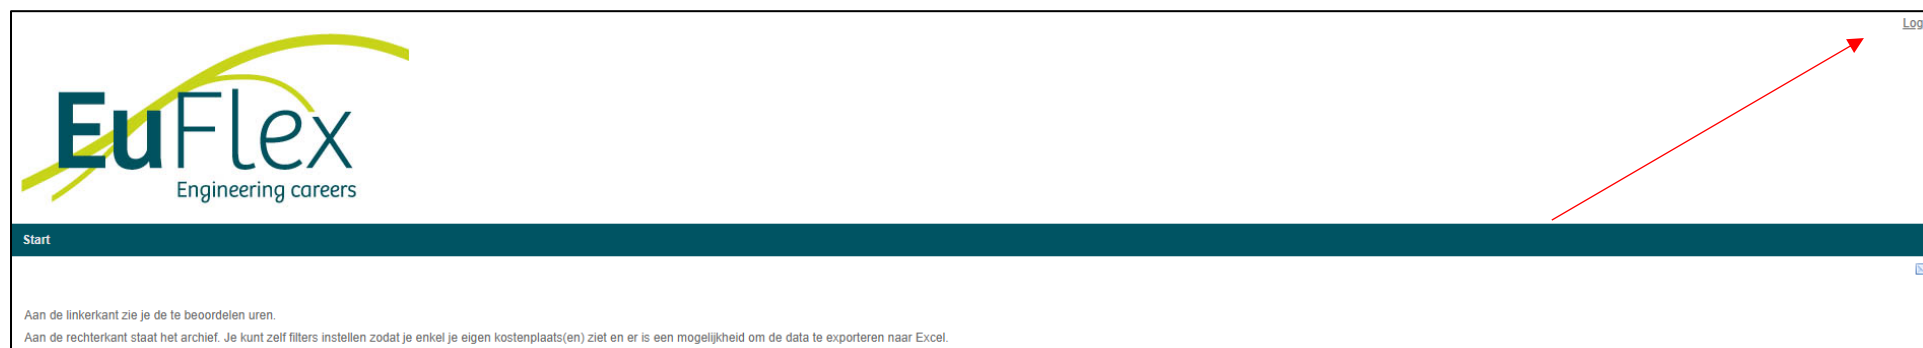 Log
EuFlex
Engineering careers
Start
Aan de linkerkant zie je de te beoordelen uren.
Aan de rechterkant staat het archief. Je kunt zelf filters instellen zodat je enkel je eigen kostenplaats(en) ziet en er is een mogelijkheid om de data te exporteren naar Excel.